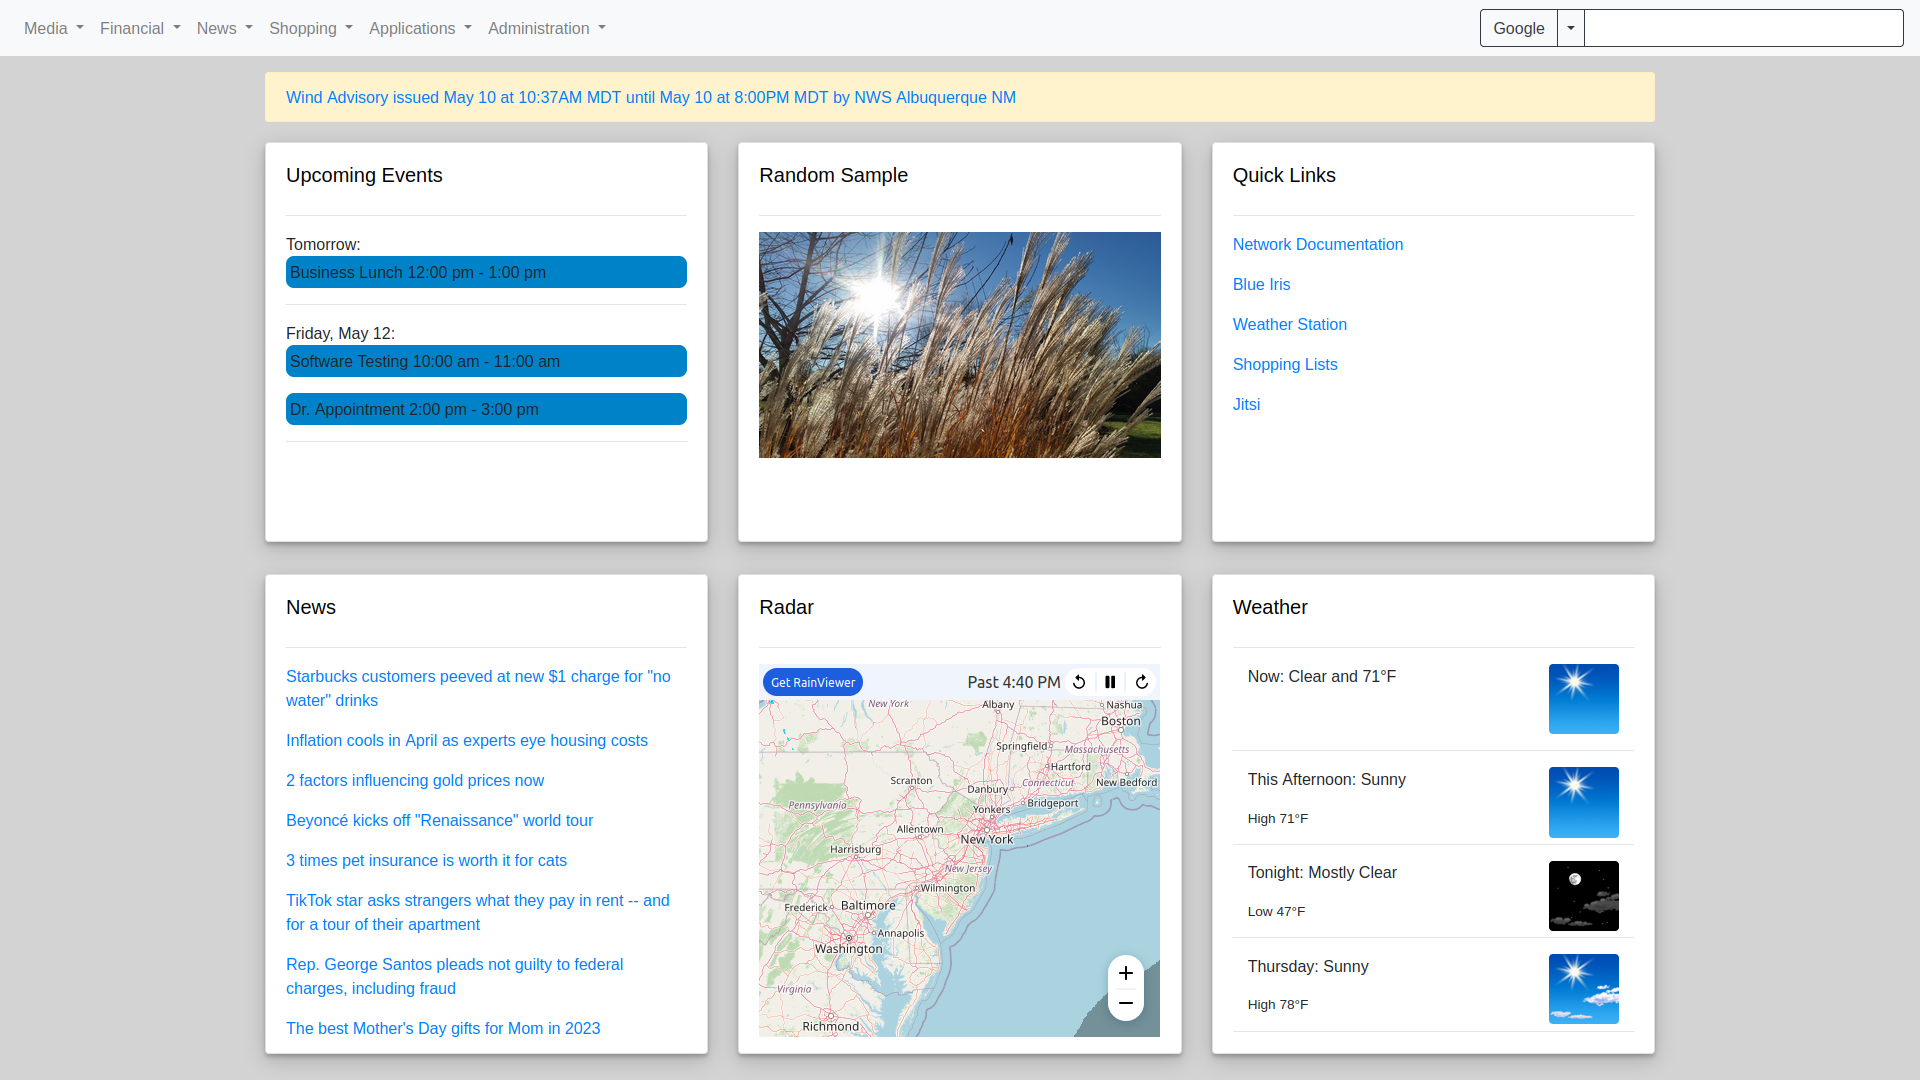 Media Financial News Shopping Applications Administration Google
Wind Advisory issued May 10 at 10:37AM MDT until May 10 at 8:00PM MDT by NWS Albuquerque NM
Upcoming Events
Tomorrow:
Business Lunch 12:00 pm - 1:00 pm
Friday, May 12:
Software Testing 10:00 am - 11:00 am
Dr. Appointment 2:00 pm - 3:00 pm
Random Sample
Quick Links
Network Documentation
Blue Iris
Weather Station
Shopping Lists
Jitsi
News
Starbucks customers peeved at new $1 charge for "no
water" drinks
Inflation cools in April as experts eye housing costs
2 factors influencing gold prices now
Beyoncé kicks off "Renaissance" world tour
3 times pet insurance is worth it for cats
TikTok star asks strangers what they pay in rent -- and
for a tour of their apartment
Rep. George Santos pleads not guilty to federal
charges, including fraud
The best Mother's Day gifts for Mom in 2023
Radar
Get RainViewer Past 4:40 PM
New York
Albany
Nashua
Boston
Springfield
Massachusetts
Hartford
Scranton
Connecticut
New Bedford
Danbury
Pennsylvania
Yonkers
Bridgeport
Allentown
New York
Harrisburg
New Jersey
Wilmington
Frederick
Baltimore
Annapolis
Washington
Virginia
Richmond
Weather
Now: Clear and 71°F
This Afternoon: Sunny
High 71°F
Tonight: Mostly Clear
Low 47°F
Thursday: Sunny
High 78°F